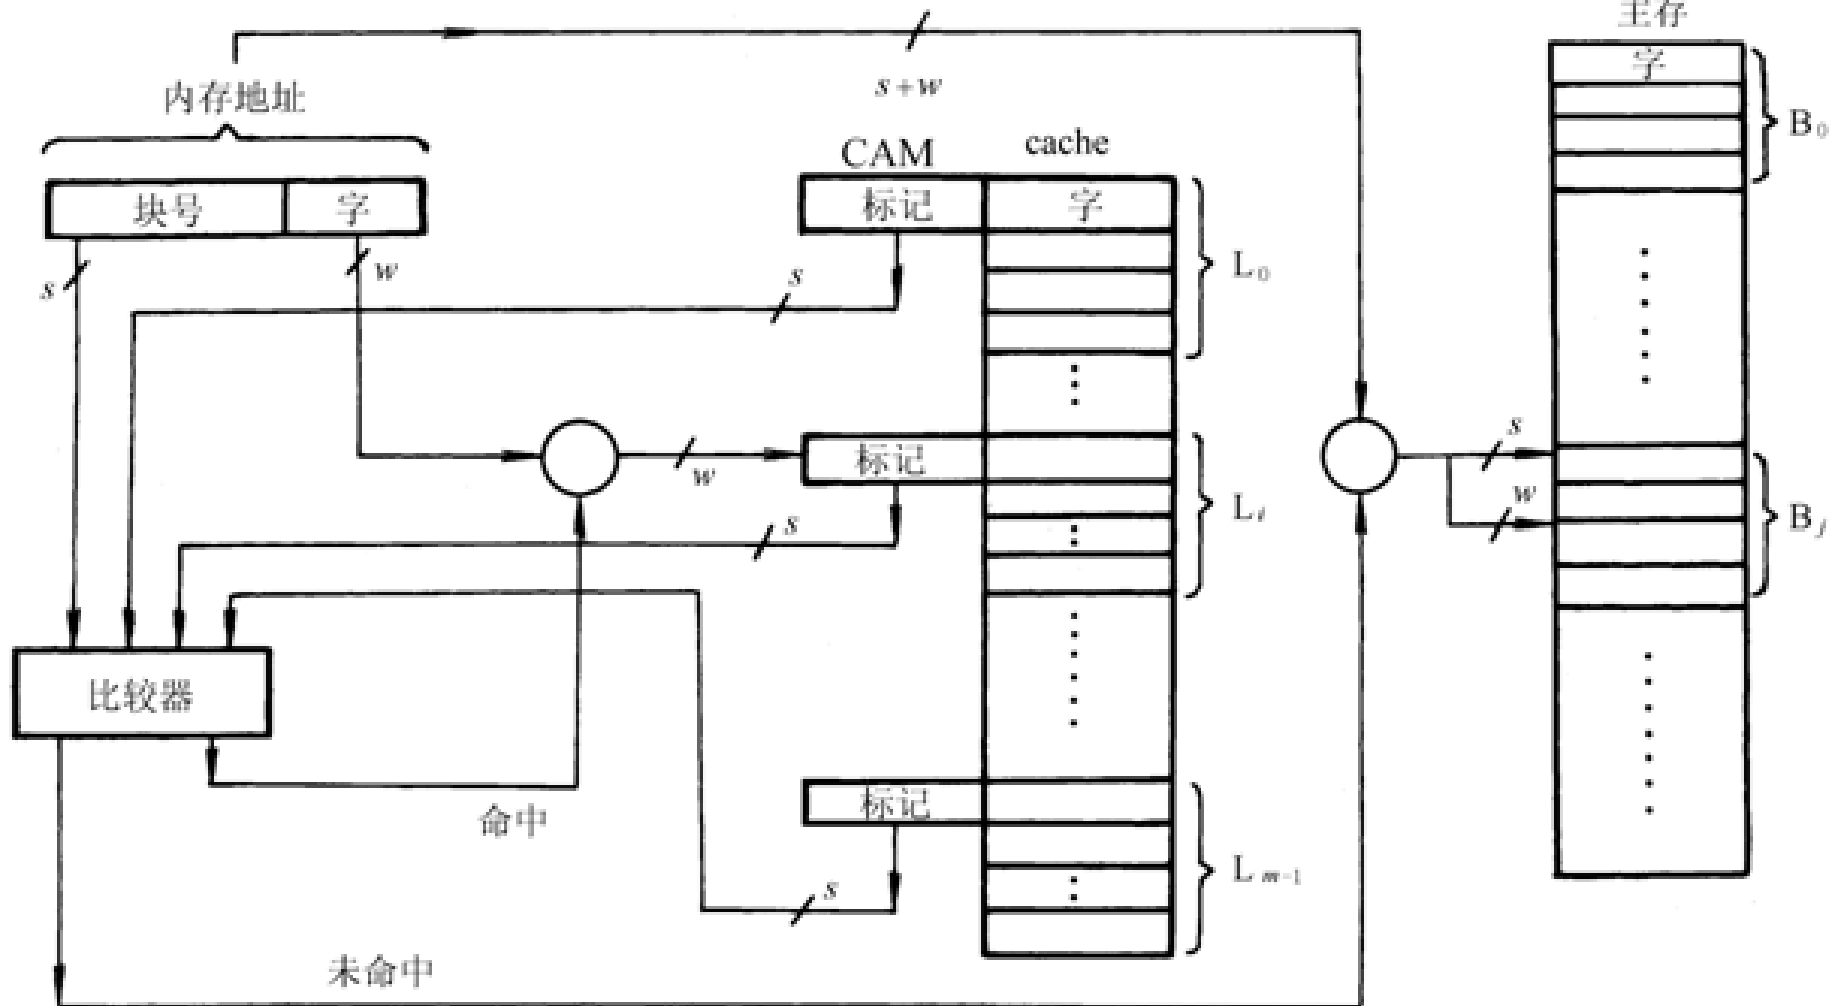 主存
字
s+w
内存地址
B₀
CAM
cache
块号
字
标记
字
s
w
s
L₀
标记
w
s
w
s
Lᵢ
Bⱼ
比较器
命中
标记
s
Lₘ₋₁
未命中